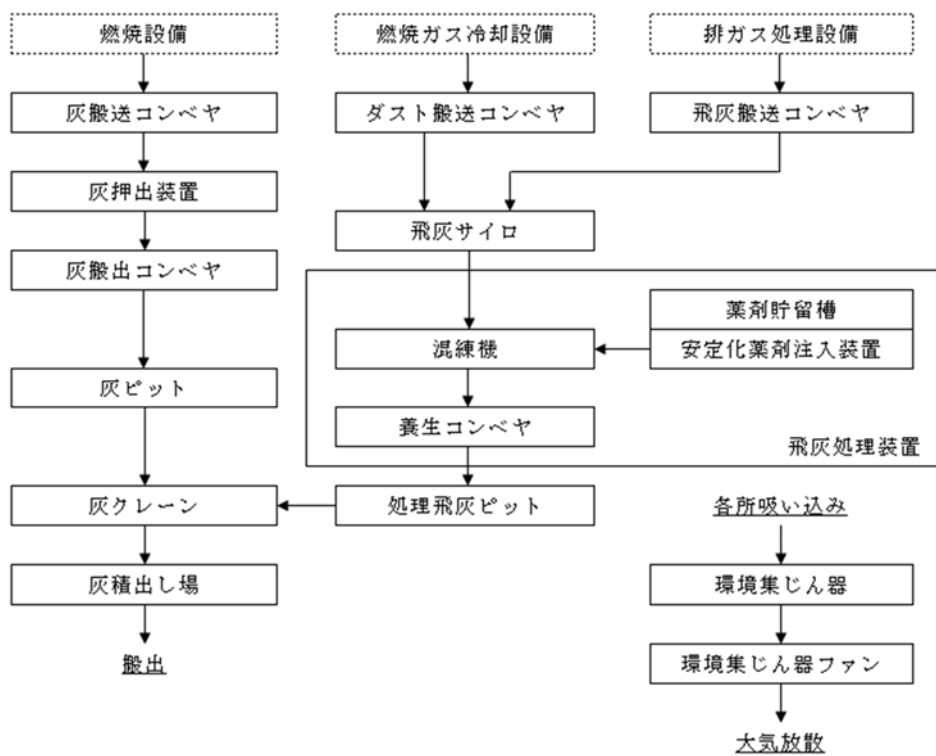 燃焼設備
燃焼ガス冷却設備
排ガス処理設備
灰搬送コンベヤ
ダスト搬送コンベヤ
飛灰搬送コンベヤ
灰押出装置
飛灰サイロ
灰搬出コンベヤ
薬剤貯留槽
混練機
安定化薬剤注入装置
灰ピット
養生コンベヤ
飛灰処理装置
灰クレーン
処理飛灰ピット
各所吸い込み
灰積出し場
環境集じん器
搬出
環境集じん器ファン
大気放散